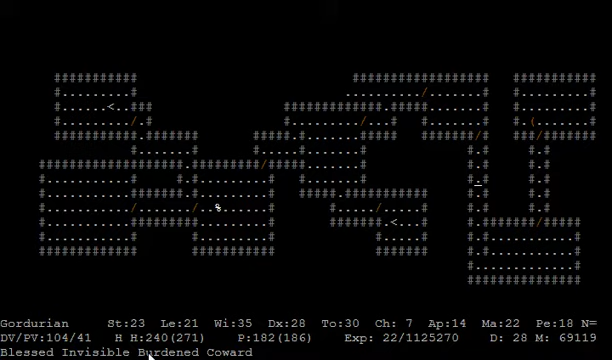 Gordurian St:23 Le:21 Wi:35 Dx:28 To:30 Ch: 7 Ap:14 Ma:22 Pe:18 N=
DV/PV:104/41 H H:240(271) P:182(186) Exp: 22/1125270 D: 28 M: 69119
Blessed Invisible Burdened Coward